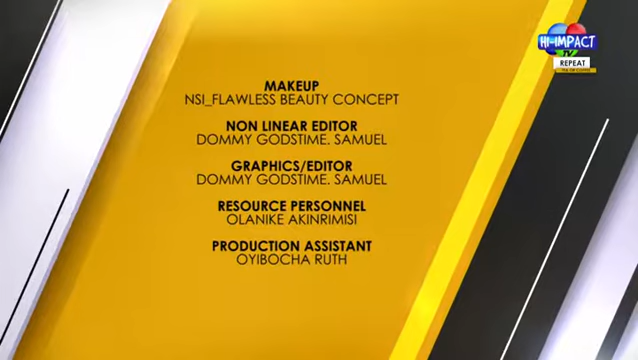 HI-IMPACT
TV
REPEAT
MAKEUP
NSI_FLAWLESS BEAUTY CONCEPT
NON LINEAR EDITOR
DOMMY GODSTIME. SAMUEL
GRAPHICS/EDITOR
DOMMY GODSTIME. SAMUEL
RESOURCE PERSONNEL
OLANIKE AKINRIMISI
PRODUCTION ASSISTANT
OYIBOCHA RUTH